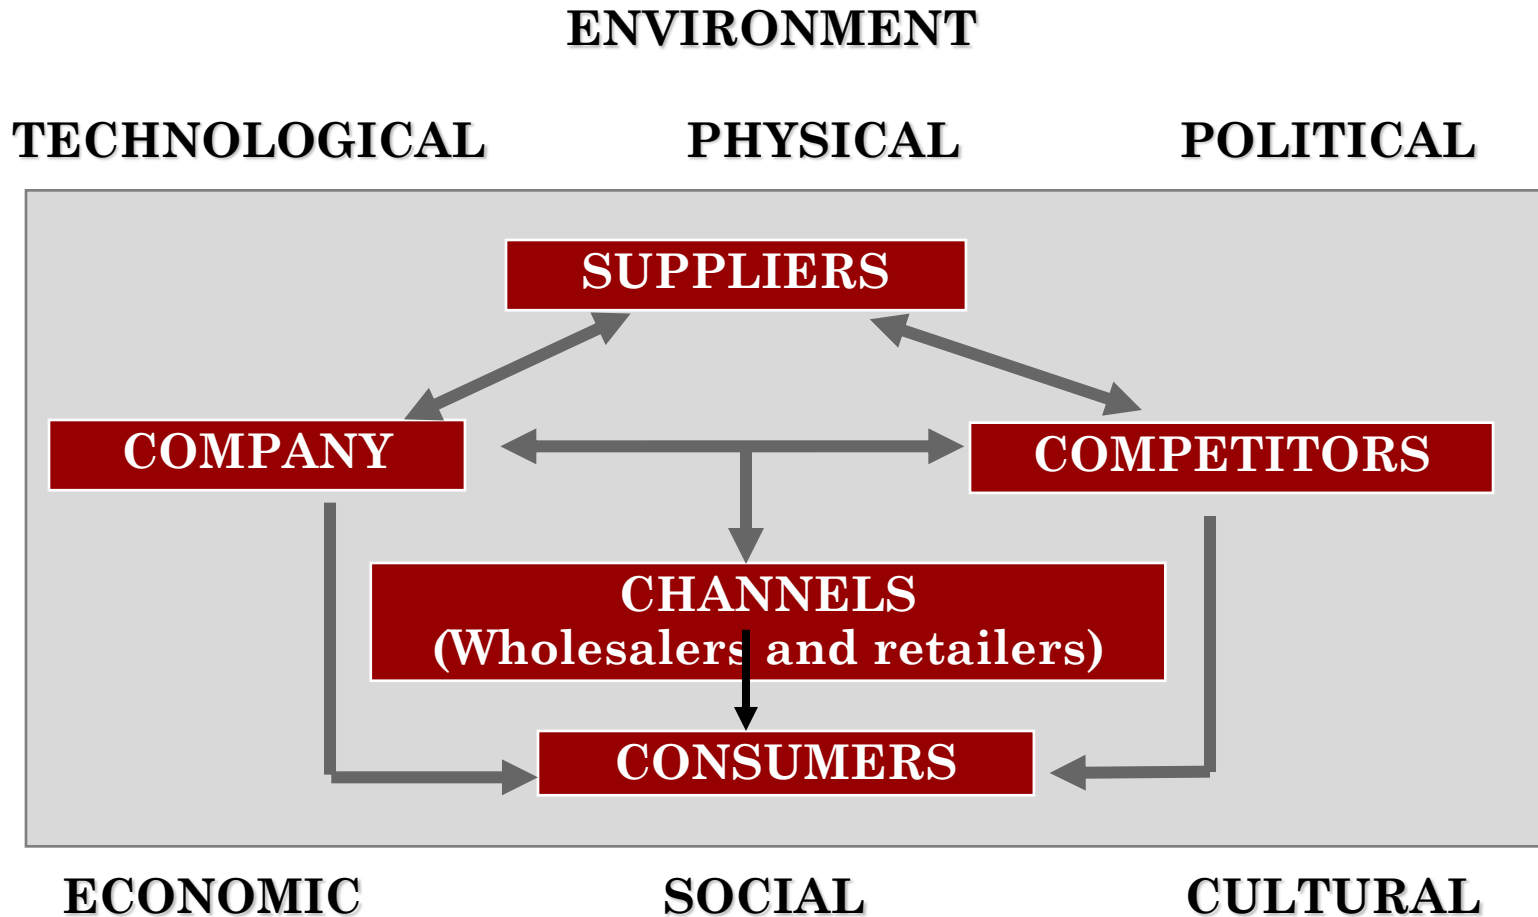 ENVIRONMENT
TECHNOLOGICAL PHYSICAL POLITICAL
SUPPLIERS
COMPANY COMPETITORS
CHANNELS
(Wholesalers and retailers)
CONSUMERS
ECONOMIC SOCIAL CULTURAL